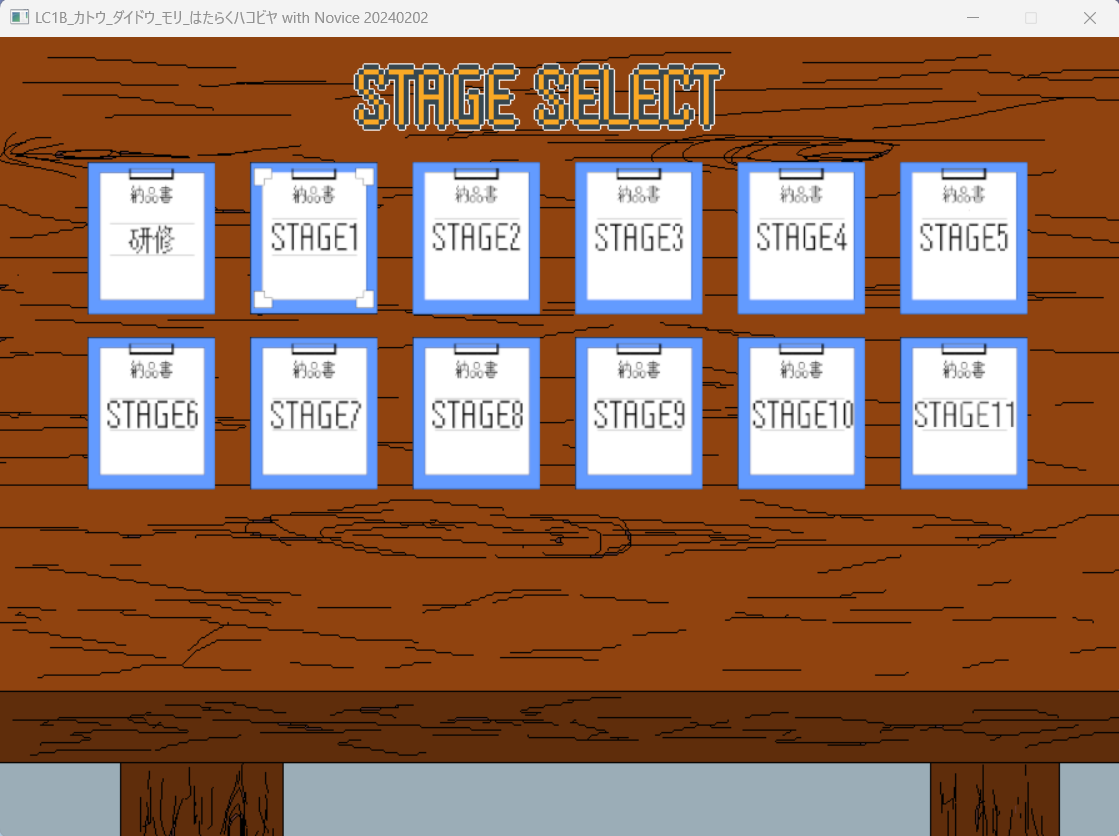 LC1B_カトウ_ダイドウ_モリ_はたらくハコビヤ with Novice 20240202
STAGE SELECT
納品書
研修
納品書
STAGE1
納品書
STAGE2
納品書
STAGE3
納品書
STAGE4
納品書
STAGE5
納品書
STAGE6
納品書
STAGE7
納品書
STAGE8
納品書
STAGE9
納品書
STAGE10
納品書
STAGE11